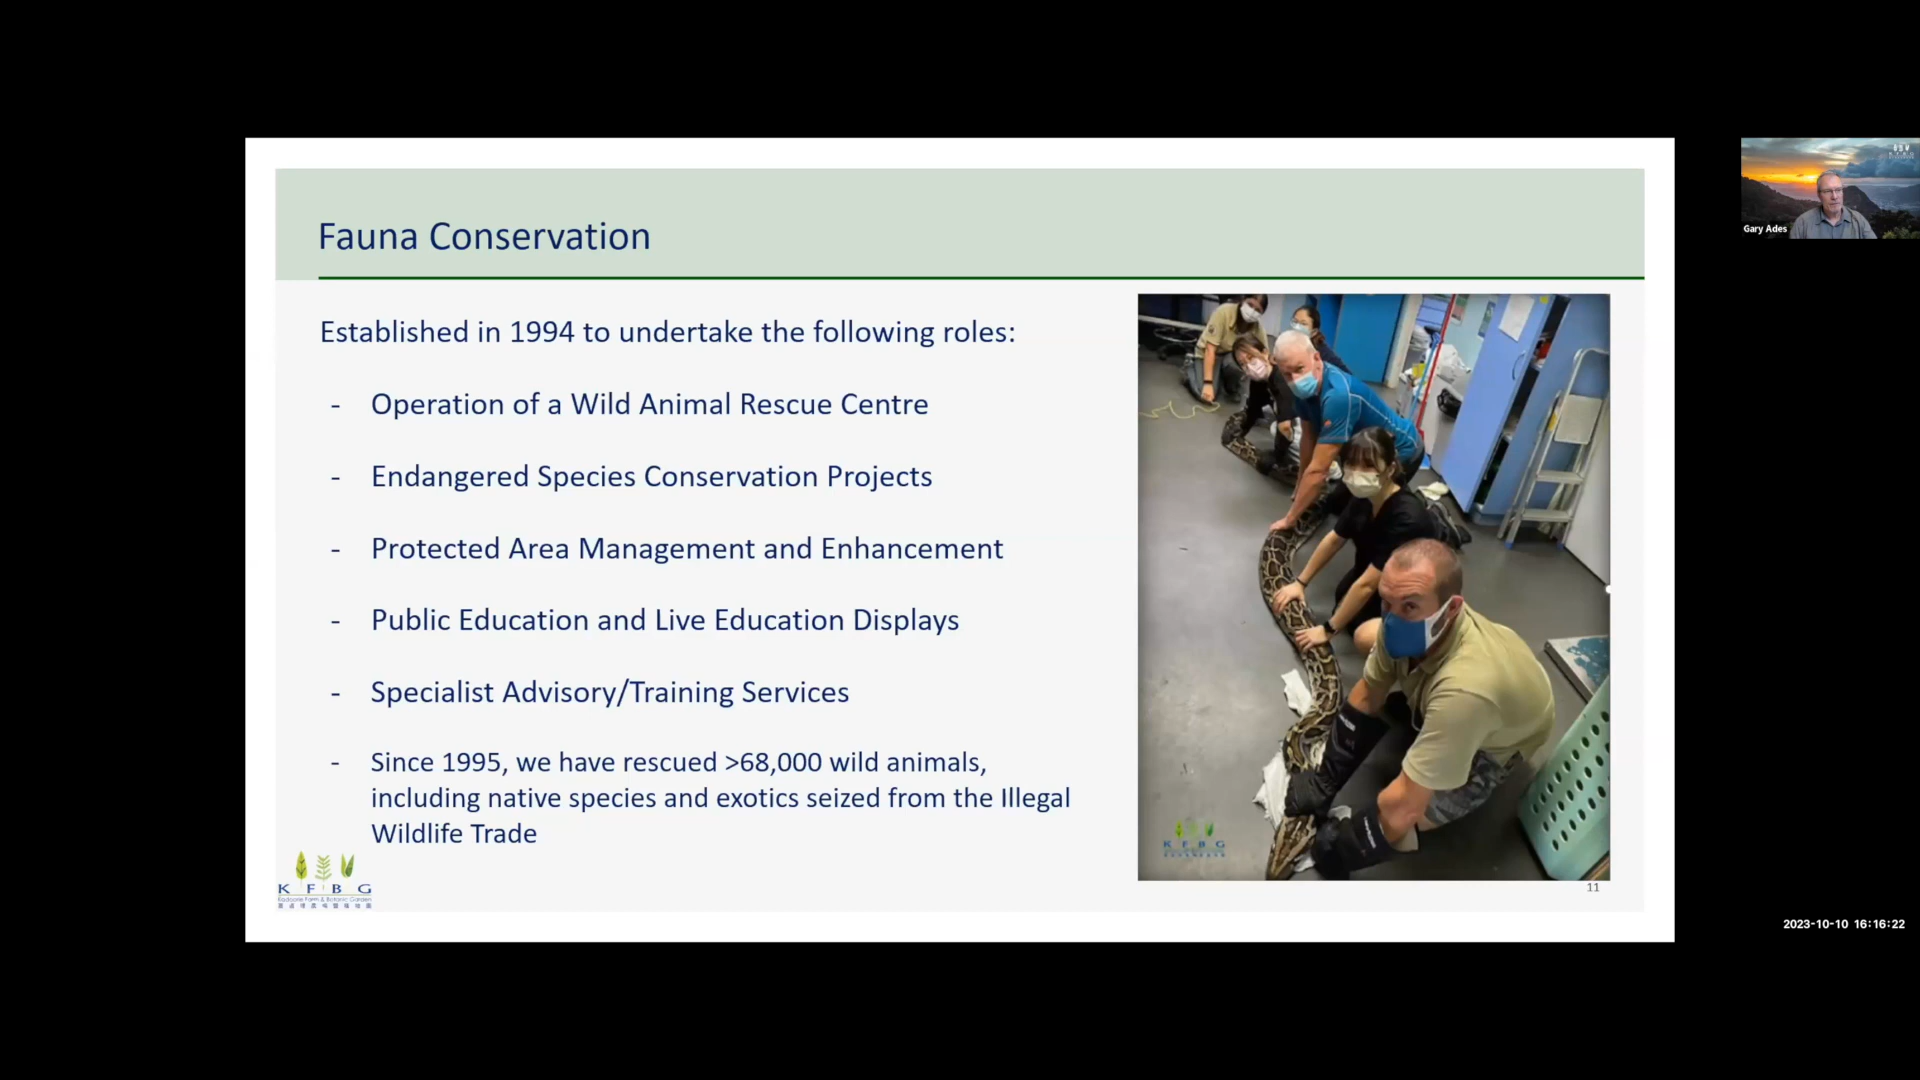 Fauna Conservation
Established in 1994 to undertake the following roles:
- Operation of a Wild Animal Rescue Centre
- Endangered Species Conservation Projects
- Protected Area Management and Enhancement
- Public Education and Live Education Displays
- Specialist Advisory/Training Services
- Since 1995, we have rescued >68,000 wild animals,
including native species and exotics seized from the Illegal
Wildlife Trade
K F B G
Kadoorie Farm & Botanic Garden
K F B G
11
Gary Ades
2023-10-10 16:16:22